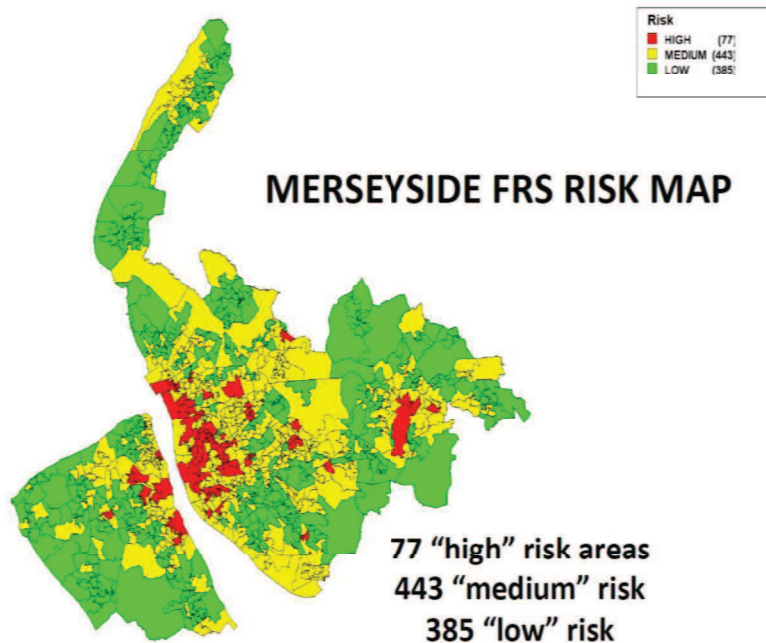 Risk
HIGH (77)
MEDIUM (443)
LOW (385)
MERSEYSIDE FRS RISK MAP
77 “high” risk areas
443 “medium” risk
385 “low” risk